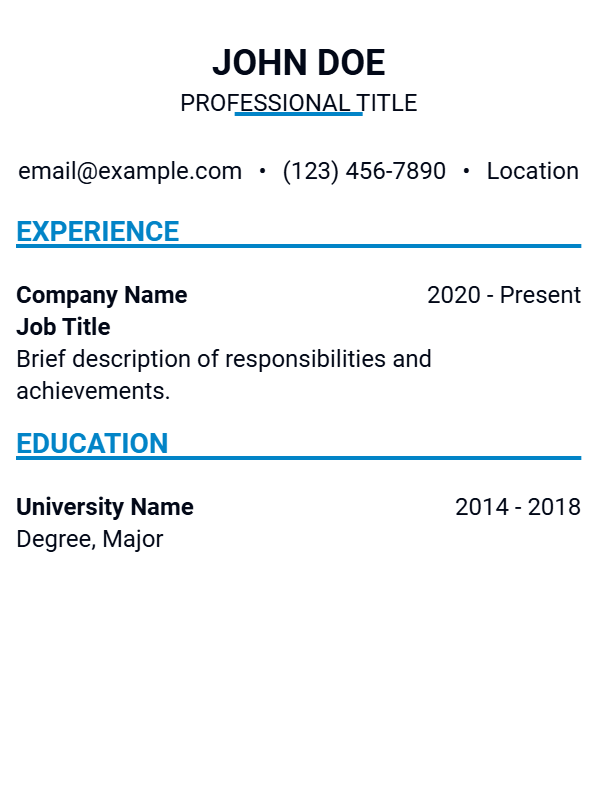 JOHN DOE
PROFESSIONAL TITLE
email@example.com • (123) 456-7890 • Location
EXPERIENCE
Company Name 2020 - Present
Job Title
Brief description of responsibilities and
achievements.
EDUCATION
University Name 2014 - 2018
Degree, Major